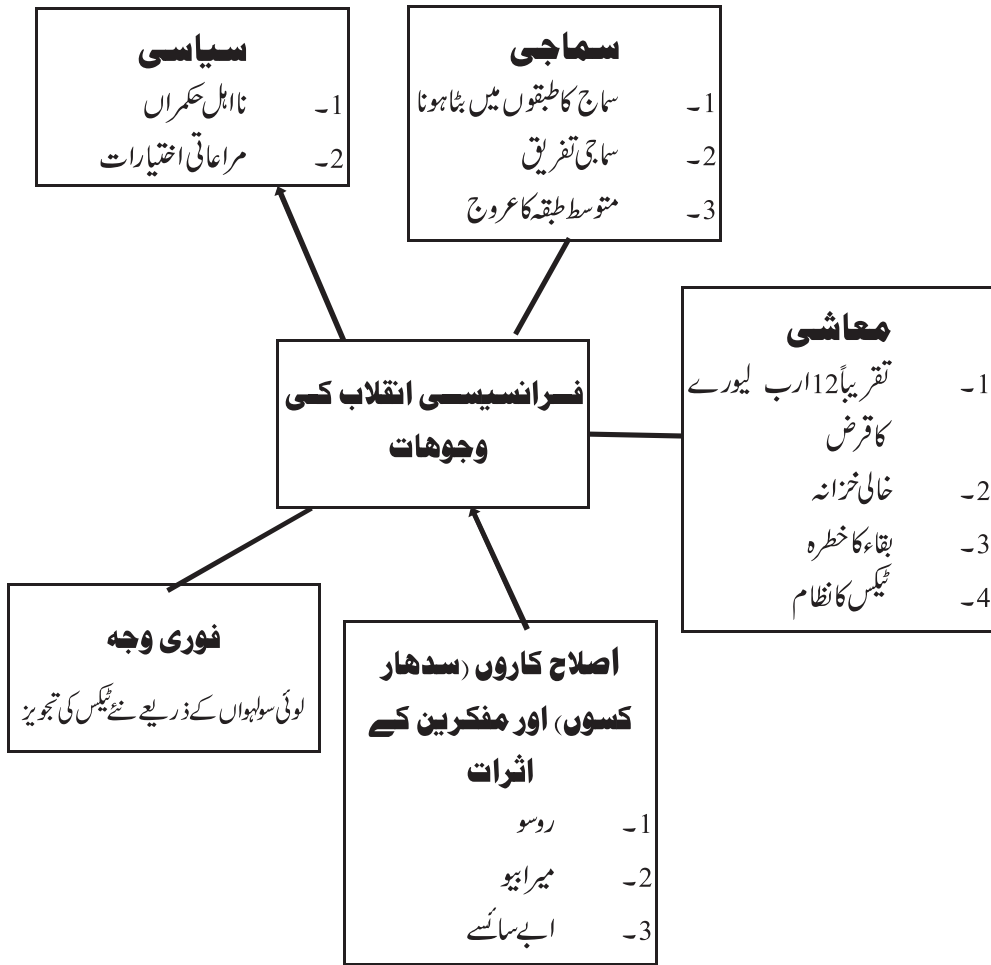 سیاسی
1۔ نااہل حکمراں
2۔ مراعاتی اختیارات
سماجی
1۔ سماج کا طبقوں میں بٹا ہونا
2۔ سماجی تفریق
3۔ متوسط طبقہ کا عروج
معاشی
1۔ تقریباً 12 ارب لیورے
کا قرض
2۔ خالی خزانہ
3۔ بقاء کا خطرہ
4۔ ٹیکس کا نظام
فرانسیسی انقلاب کی
وجوہات
فوری وجہ
لوئی سولہواں کے ذریعے نئے ٹیکس کی تجویز
اصلاح کاروں (سدھار
کسوں) اور مفکرین کے
اثرات
1۔ روسو
2۔ میرابیو
3۔ ابے سائسے